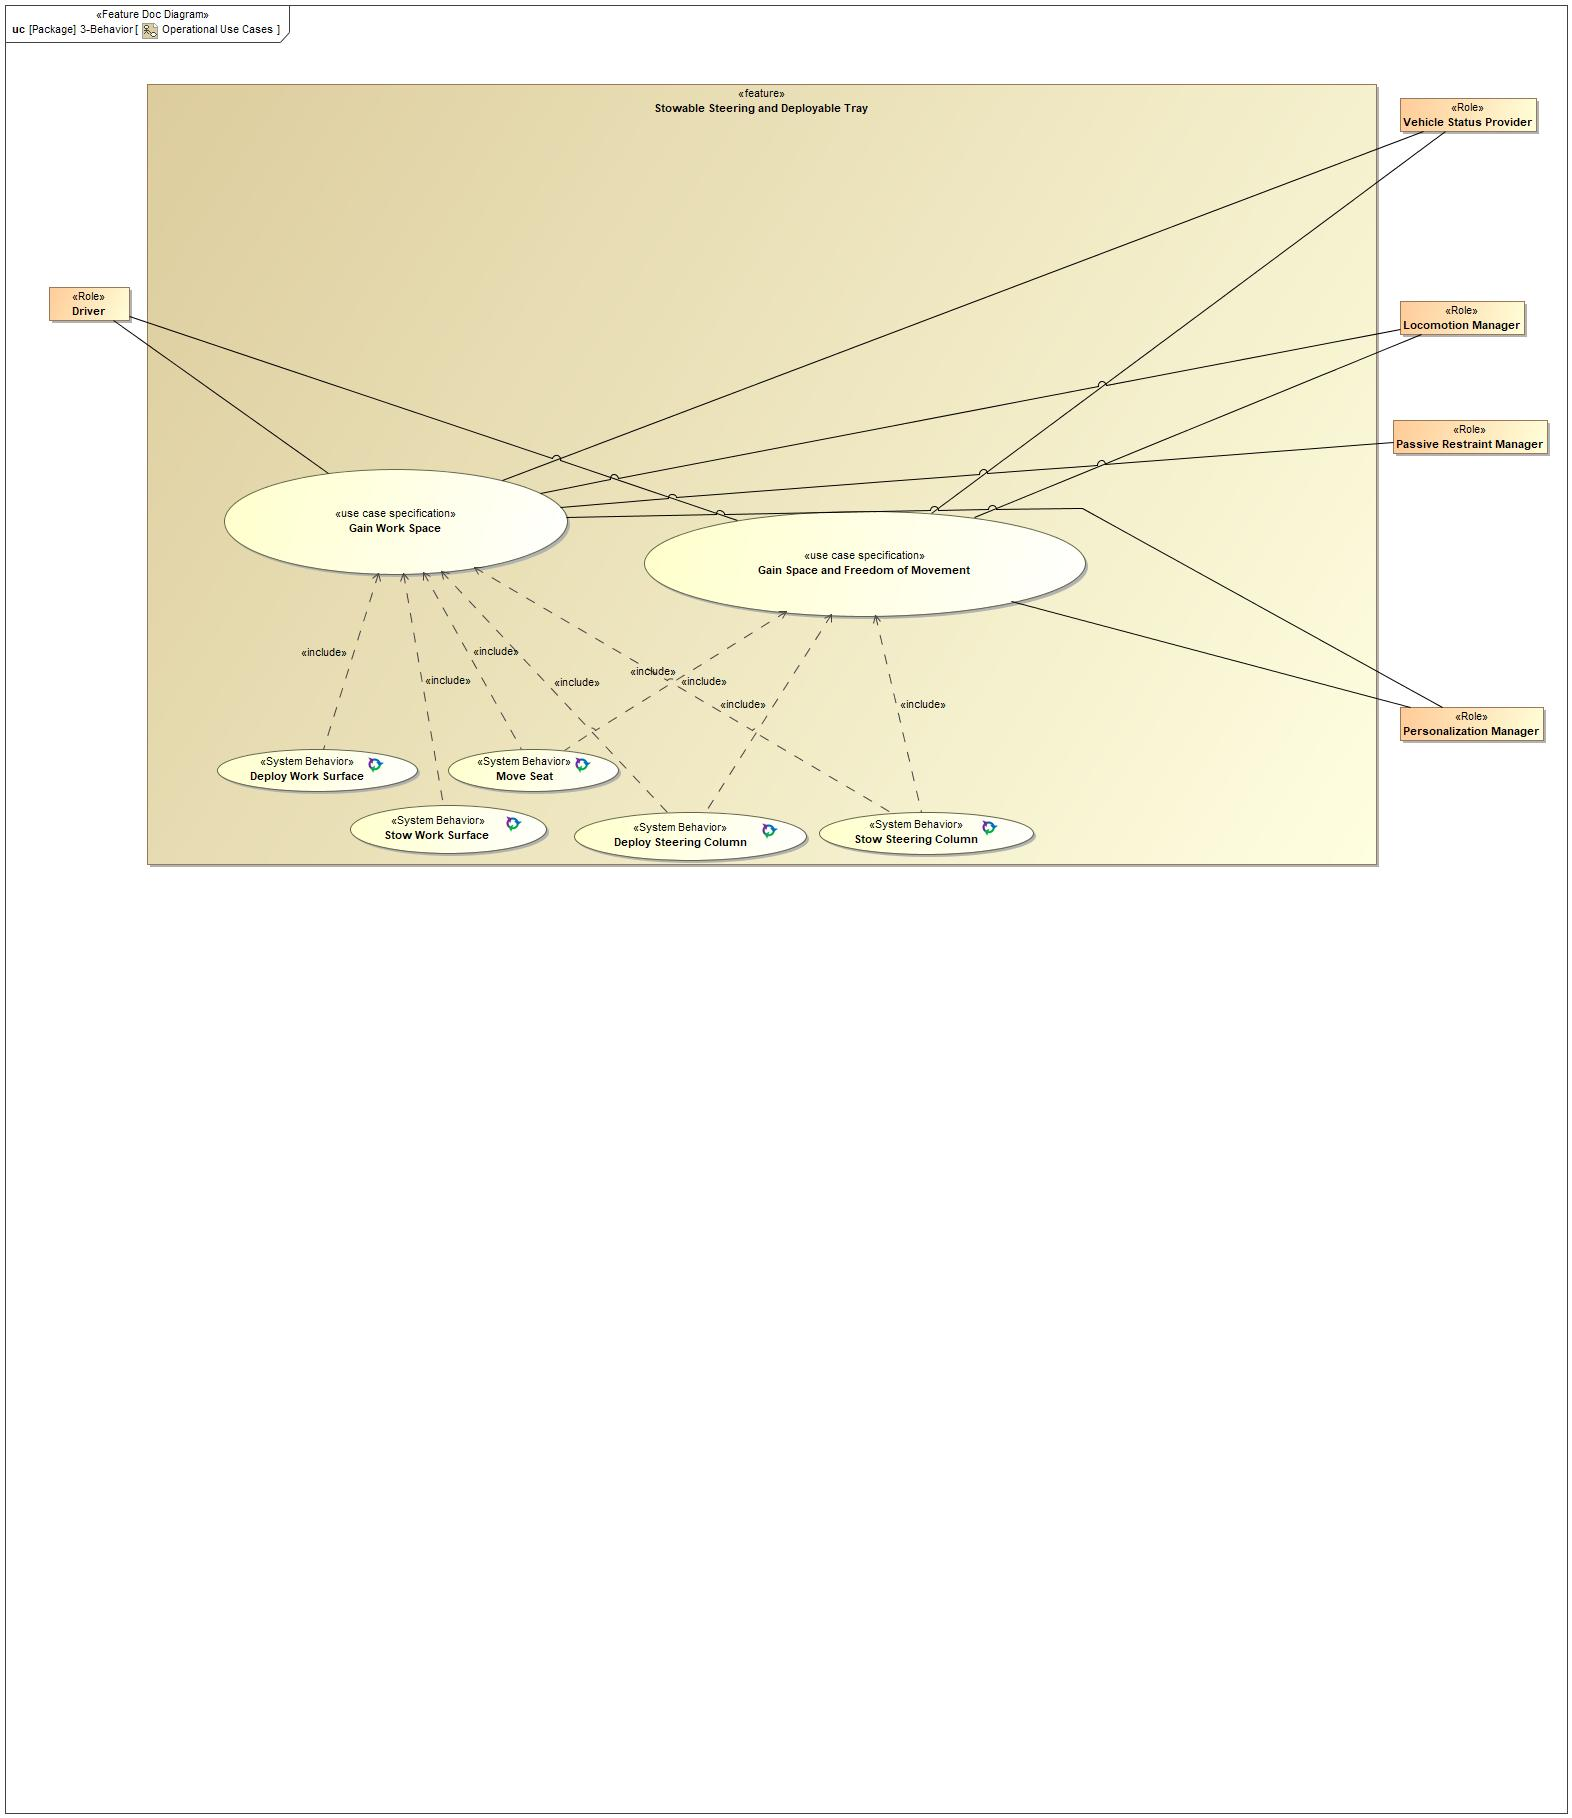 «Feature Doc Diagram»
uc [Package] 3-Behavior [ Operational Use Cases ]
«feature»
Stowable Steering and Deployable Tray
«Role»
Vehicle Status Provider
«Role»
Driver
«Role»
Locomotion Manager
«Role»
Passive Restraint Manager
«use case specification»
Gain Work Space
«use case specification»
Gain Space and Freedom of Movement
«include»
«include»
«include»
«include»
«include»
«include»
«include»
«include»
«Role»
Personalization Manager
«System Behavior»
Deploy Work Surface
«System Behavior»
Move Seat
«System Behavior»
Stow Work Surface
«System Behavior»
Deploy Steering Column
«System Behavior»
Stow Steering Column